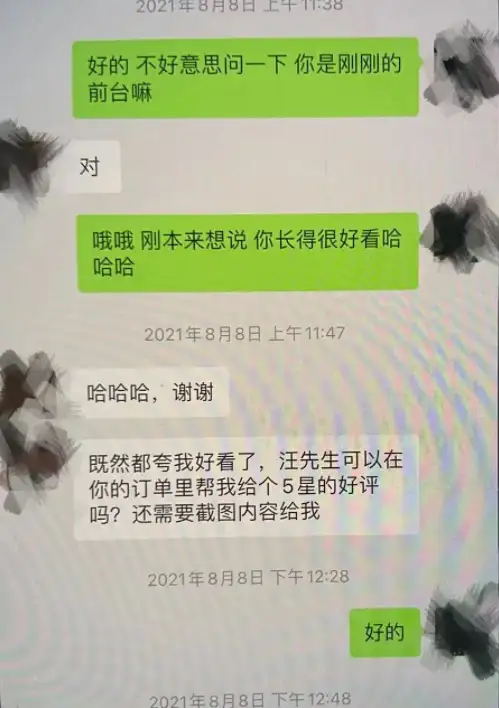 2021年8月8日 上午11:38
好的 不好意思问一下 你是刚刚的
前台嘛
对
哦哦 刚本来想说 你长得很好看哈
哈哈
2021年8月8日 上午11:47
哈哈哈，谢谢
既然都夸我好看了，汪先生可以在
你的订单里帮我给个5星的好评
吗？还需要截图内容给我
2021年8月8日 下午12:28
好的
2021年8月8日 下午12:48